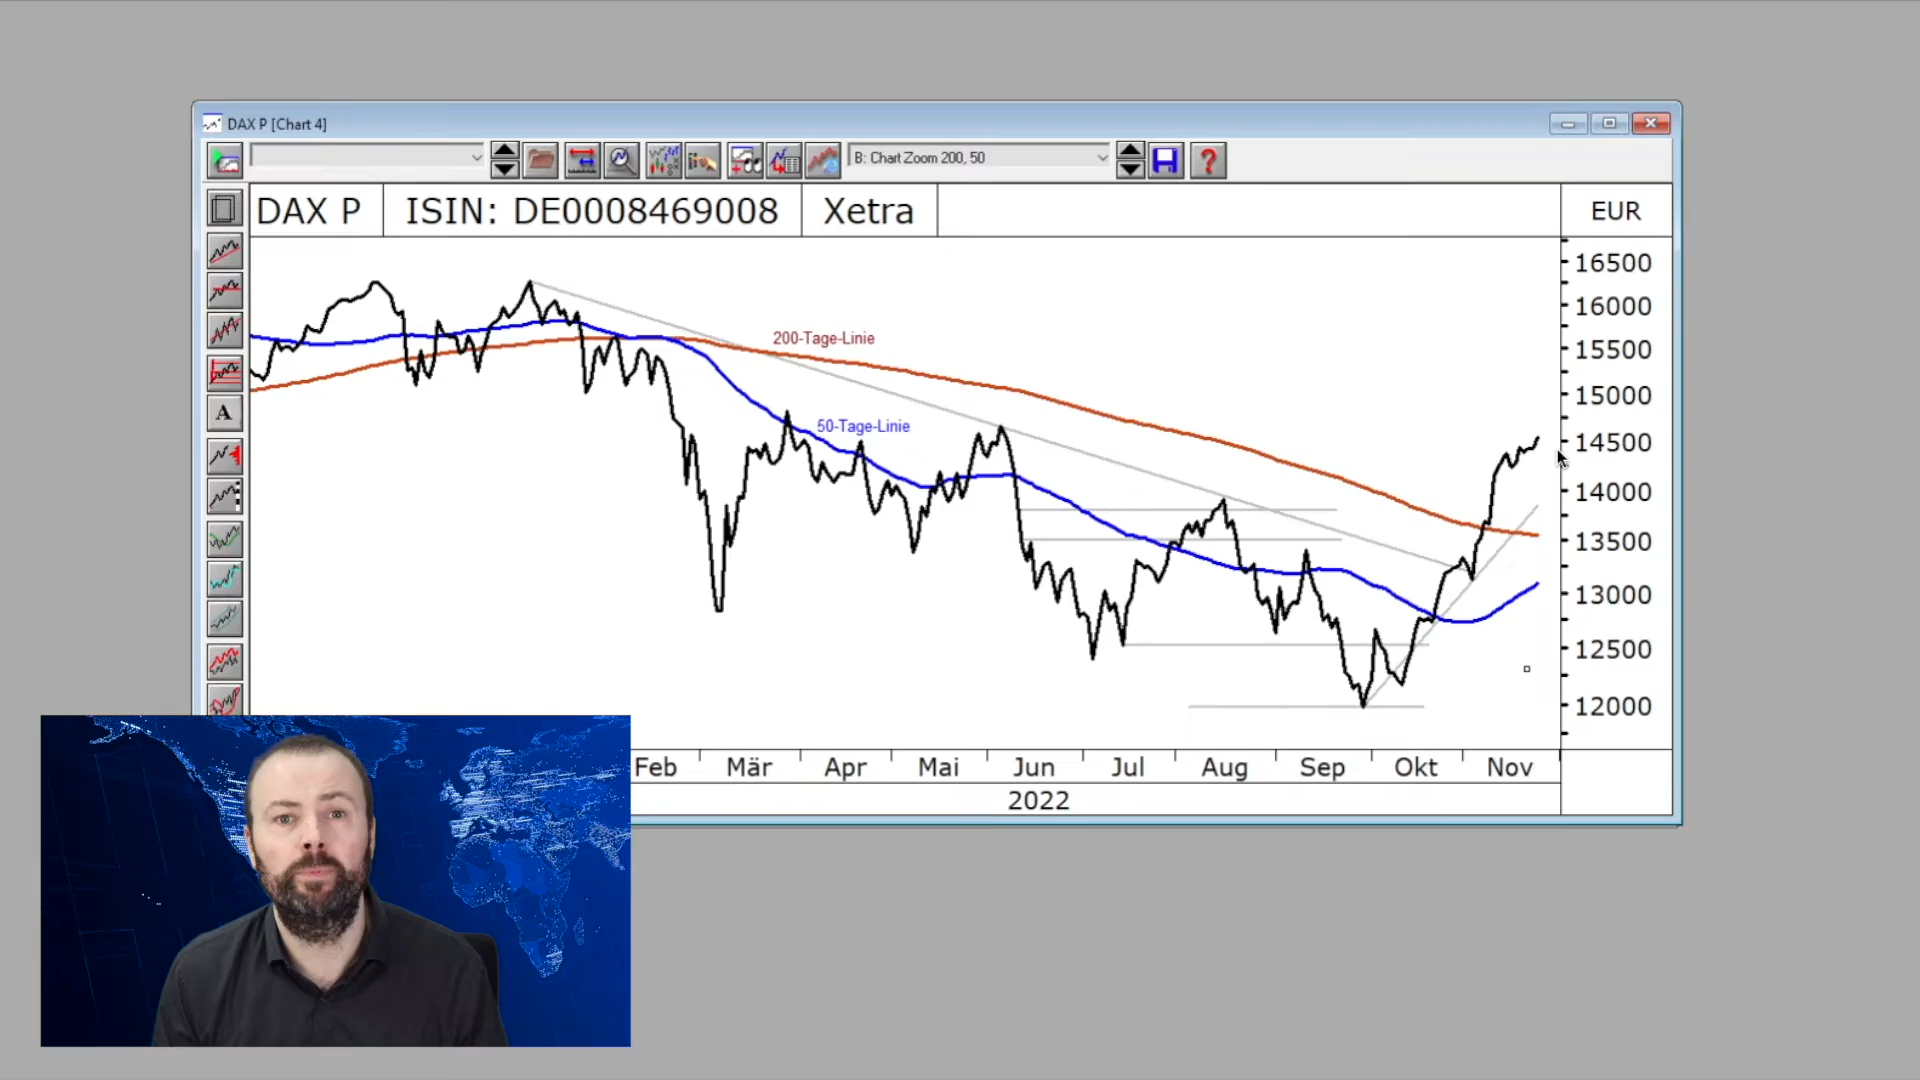 DAX P [Chart 4]
B: Chart Zoom 200, 50
?
DAX P ISIN: DE0008469008 Xetra EUR
A
16500
16000
15500
15000
14500
14000
13500
13000
12500
12000
200-Tage-Linie
50-Tage-Linie
Feb Mär Apr Mai Jun Jul Aug Sep Okt Nov
2022